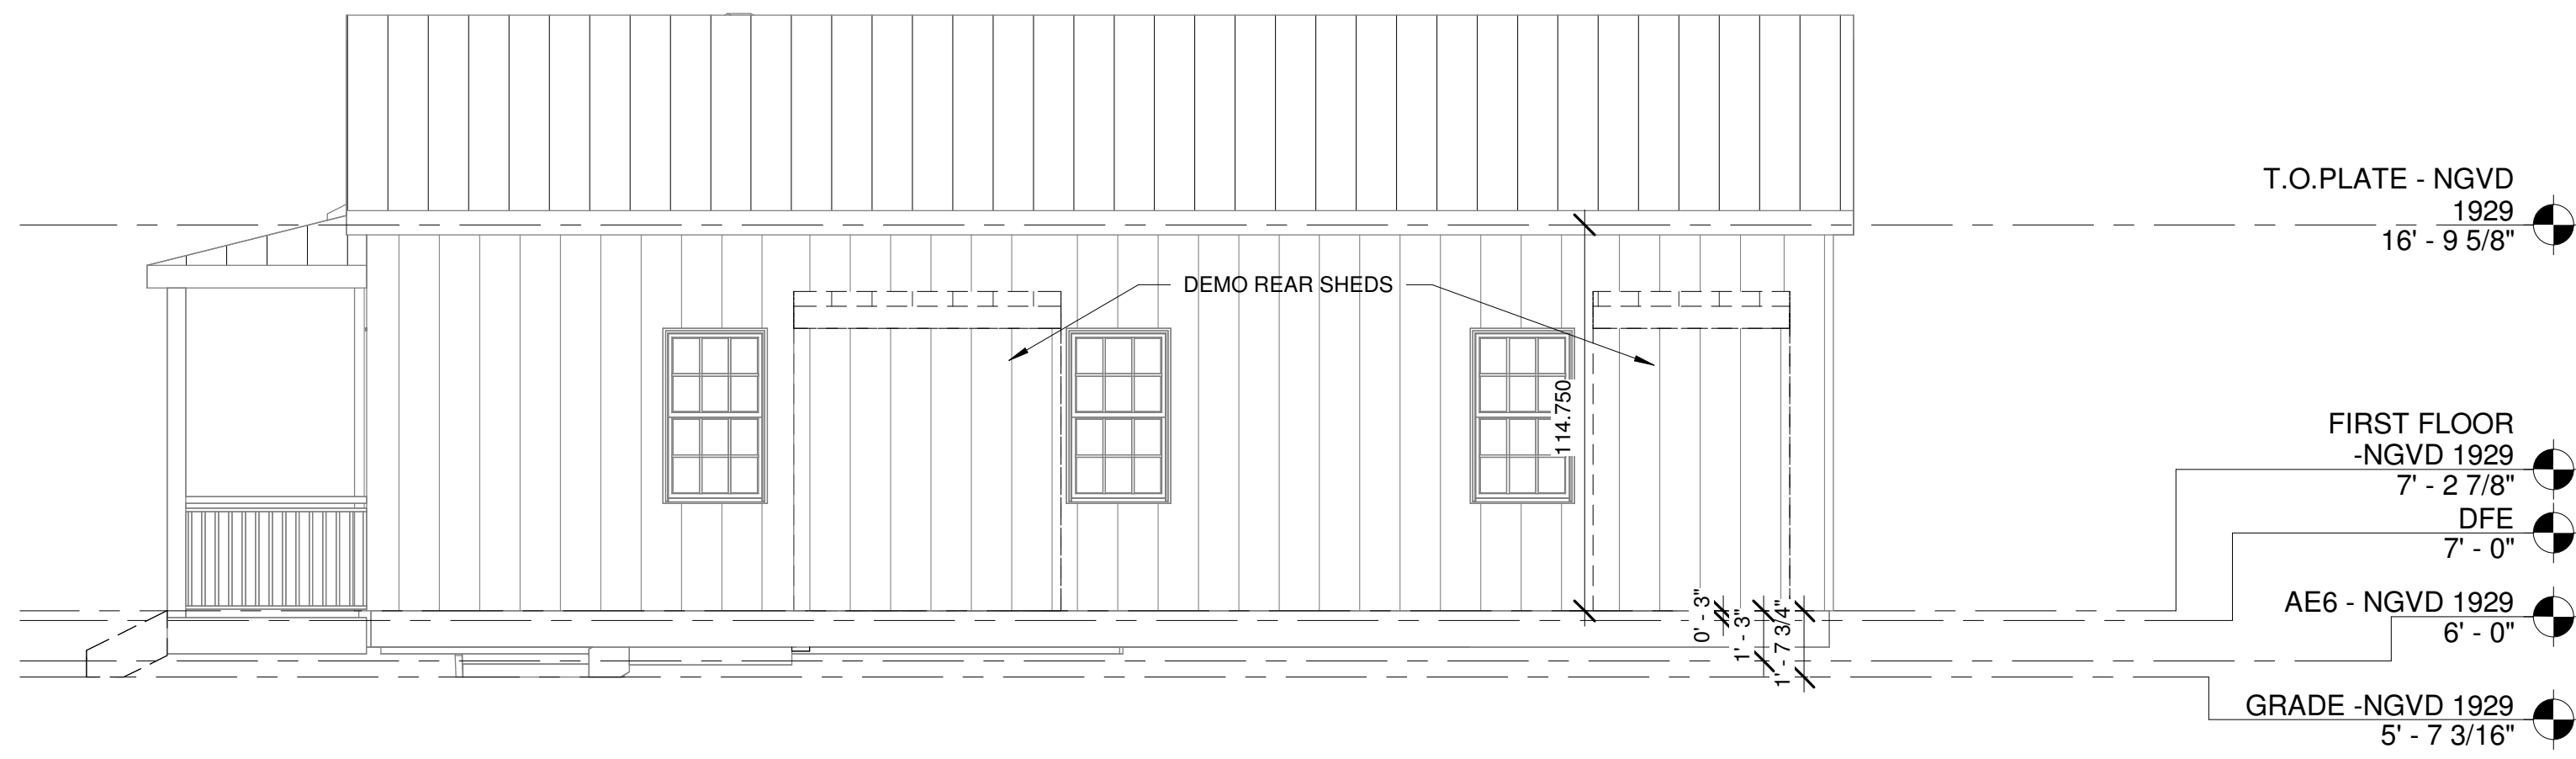 T.O.PLATE - NGVD
1929
16' - 9 5/8"
DEMO REAR SHEDS
114.750
FIRST FLOOR
-NGVD 1929
7' - 2 7/8"
DFE
7' - 0"
0' - 3"
1' - 3"
1' - 7 3/4"
AE6 - NGVD 1929
6' - 0"
GRADE -NGVD 1929
5' - 7 3/16"